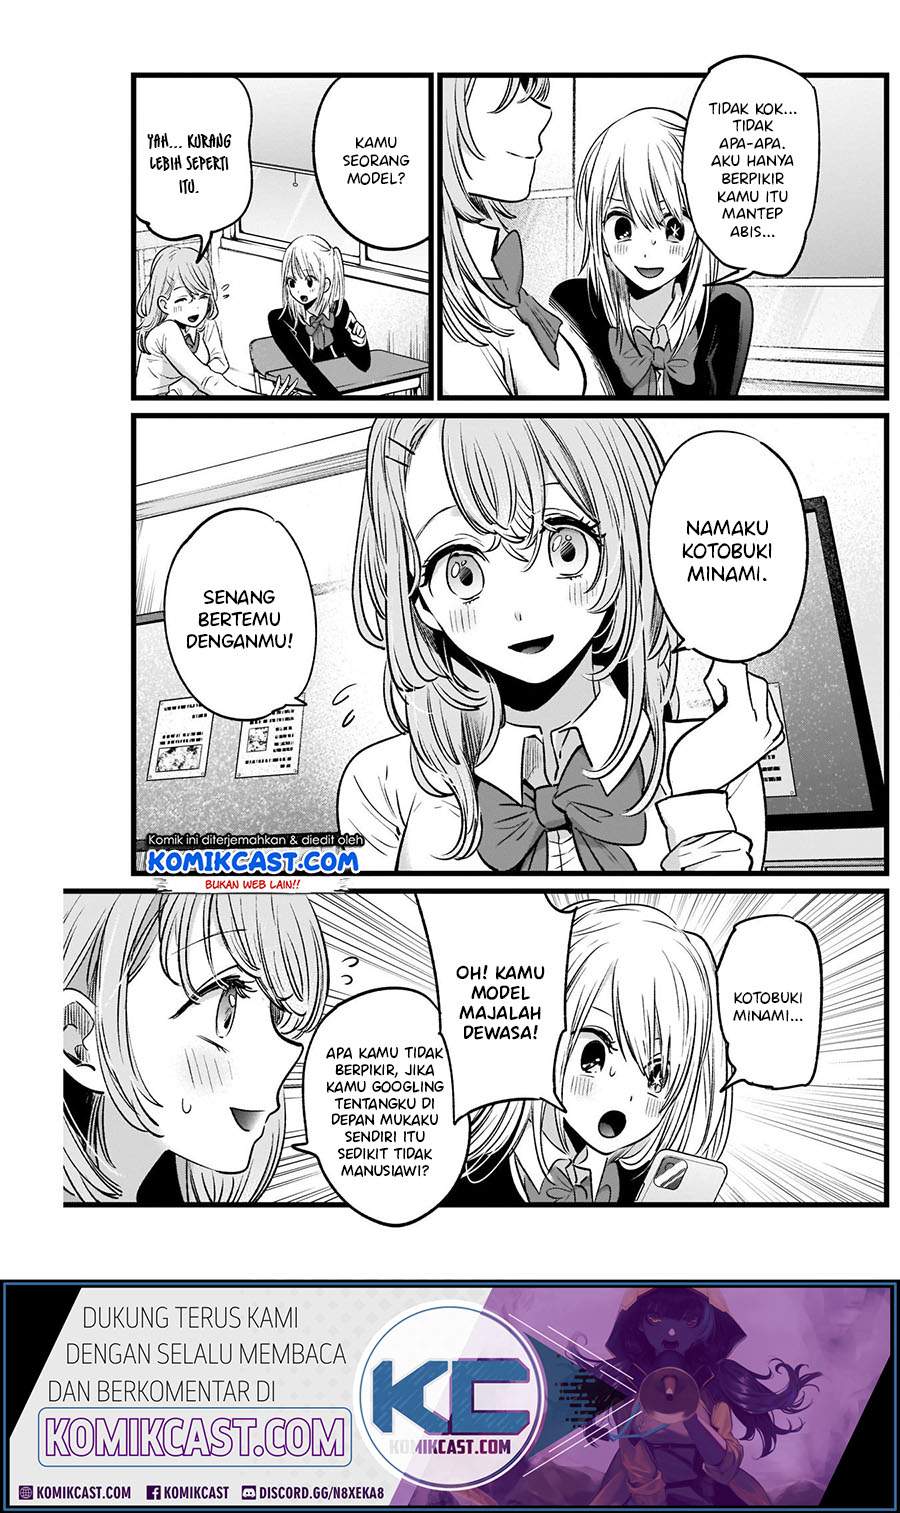 TIDAK KOK...
TIDAK
APA-APA.
AKU HANYA
BERPIKIR
KAMU ITU
MANTEP
ABIS...
KAMU
SEORANG
MODEL?
YAH... KURANG
LEBIH SEPERTI
ITU.
NAMAKU
KOTOBUKI
MINAMI.
SENANG
BERTEMU
DENGANMU!
Komik ini diterjemahkan & diedit oleh
KOMIKCAST.COM
BUKAN WEB LAIN!!
KOTOBUKI
MINAMI...
OH! KAMU
MODEL
MAJALAH
DEWASA!
APA KAMU TIDAK
BERPIKIR, JIKA
KAMU GOOGLING
TENTANGKU DI
DEPAN MUKAKU
SENDIRI ITU
SEDIKIT TIDAK
MANUSIAWI?
DUKUNG TERUS KAMI
DENGAN SELALU MEMBACA
DAN BERKOMENTAR DI
KOMIKCAST.COM
KOMIKCAST.COM KOMIKCAST DISCORD.GG/N8XEKA8
KC
KOMIKCAST.COM